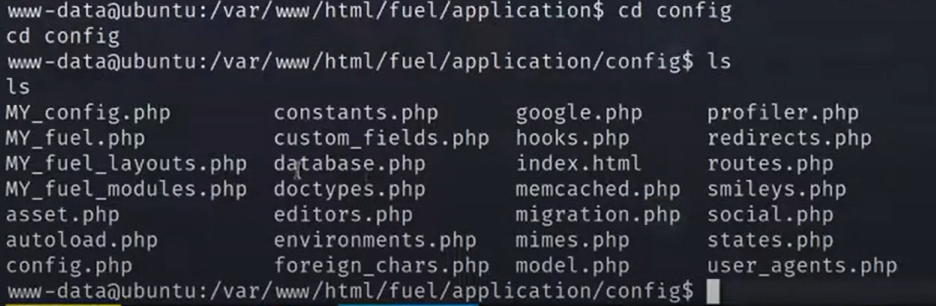 www-data@ubuntu:/var/www/html/fuel/application$ cd config
cd config
www-data@ubuntu:/var/www/html/fuel/application/config$ ls
ls
MY_config.php constants.php google.php profiler.php
MY_fuel.php custom_fields.php hooks.php redirects.php
MY_fuel_layouts.php database.php index.html routes.php
MY_fuel_modules.php doctypes.php memcached.php smileys.php
asset.php editors.php migration.php social.php
autoload.php environments.php mimes.php states.php
config.php foreign_chars.php model.php user_agents.php
www-data@ubuntu:/var/www/html/fuel/application/config$